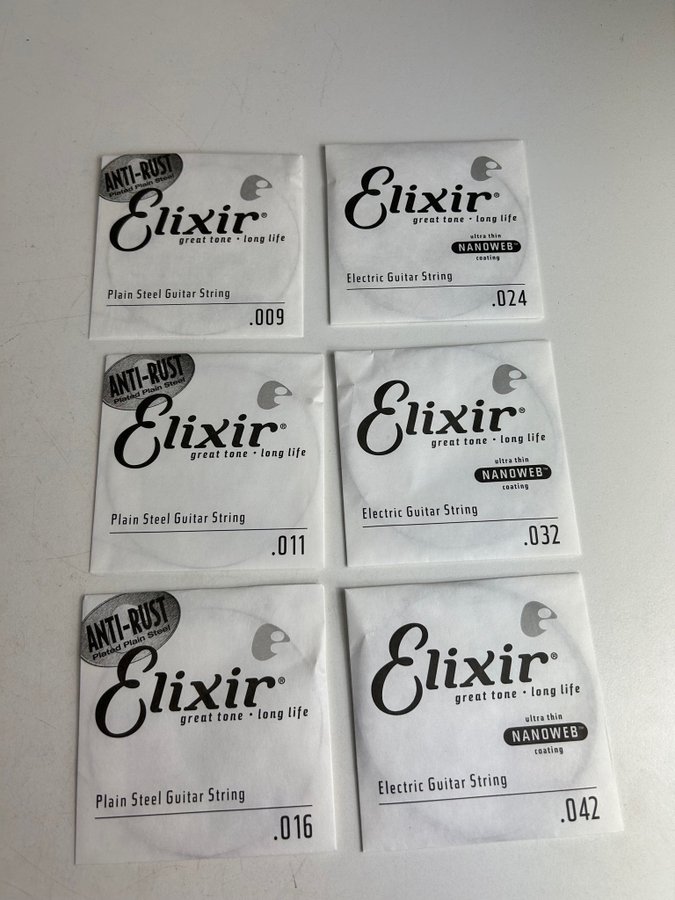 ANTI-RUST
Plated Plain Steel
Elixir®
great tone • long life
Plain Steel Guitar String
.009
Elixir®
great tone • long life
ultra thin
NANOWEB™
coating
Electric Guitar String
.024
ANTI-RUST
Plated Plain Steel
Elixir®
great tone • long life
Plain Steel Guitar String
.011
Elixir®
great tone • long life
ultra thin
NANOWEB™
coating
Electric Guitar String
.032
ANTI-RUST
Plated Plain Steel
Elixir®
great tone • long life
Plain Steel Guitar String
.016
Elixir®
great tone • long life
ultra thin
NANOWEB™
coating
Electric Guitar String
.042